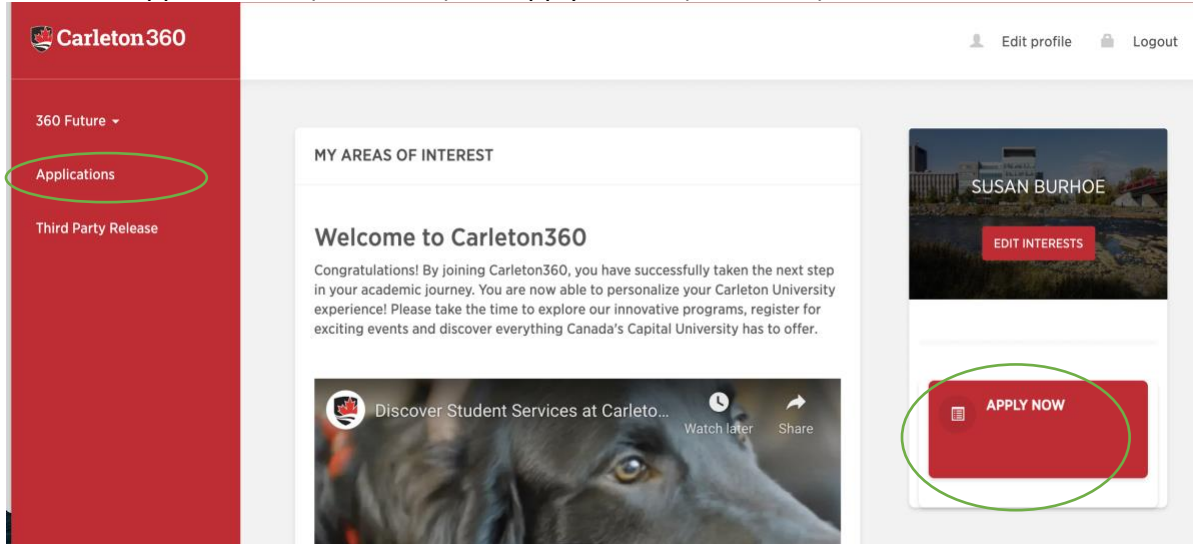 Carleton360
Edit profile
Logout
360 Future
Applications
Third Party Release
MY AREAS OF INTEREST
Welcome to Carleton360
Congratulations! By joining Carleton360, you have successfully taken the next step
in your academic journey. You are now able to personalize your Carleton University
experience! Please take the time to explore our innovative programs, register for
exciting events and discover everything Canada's Capital University has to offer.
Discover Student Services at Carleto...
Watch later
Share
SUSAN BURHOE
EDIT INTERESTS
APPLY NOW